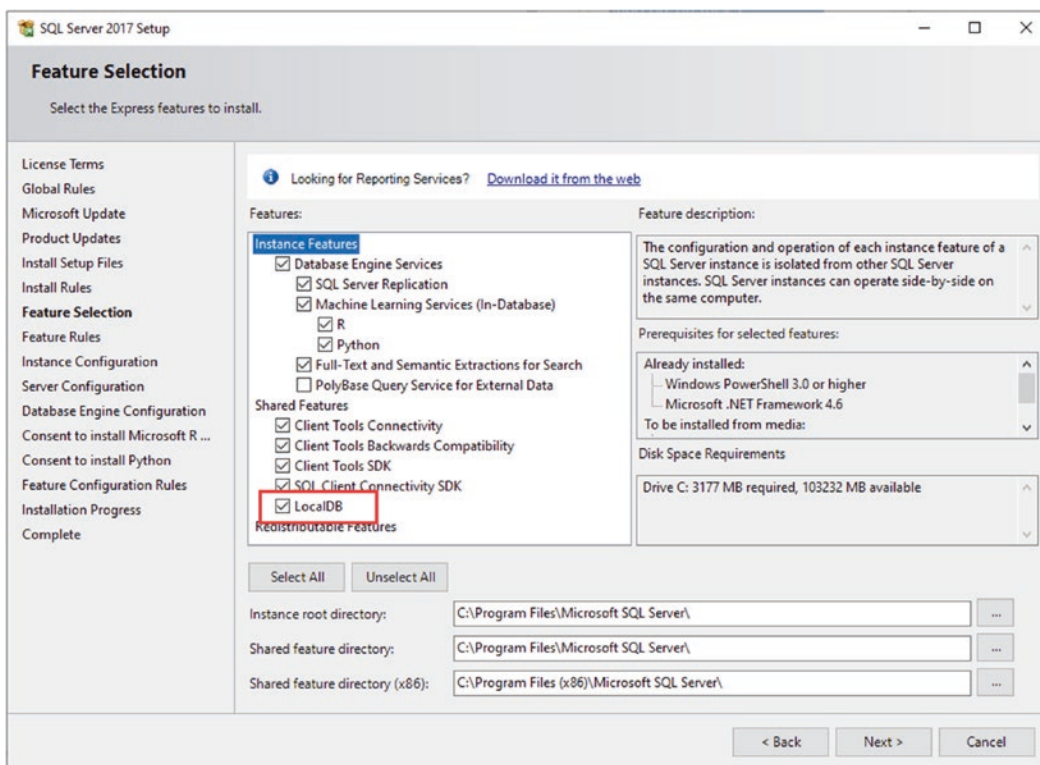 SQL Server 2017 Setup
Feature Selection
Select the Express features to install.
License Terms
Global Rules
Microsoft Update
Product Updates
Install Setup Files
Install Rules
Feature Selection
Feature Rules
Instance Configuration
Server Configuration
Database Engine Configuration
Consent to install Microsoft R ...
Consent to install Python
Feature Configuration Rules
Installation Progress
Complete
Looking for Reporting Services? Download it from the web
Features:
Instance Features
Database Engine Services
SQL Server Replication
Machine Learning Services (In-Database)
R
Python
Full-Text and Semantic Extractions for Search
PolyBase Query Service for External Data
Shared Features
Client Tools Connectivity
Client Tools Backwards Compatibility
Client Tools SDK
SQL Client Connectivity SDK
LocalDB
Redistributable Features
Feature description:
The configuration and operation of each instance feature of a
SQL Server instance is isolated from other SQL Server
instances. SQL Server instances can operate side-by-side on
the same computer.
Prerequisites for selected features:
Already installed:
Windows PowerShell 3.0 or higher
Microsoft .NET Framework 4.6
To be installed from media:
Disk Space Requirements
Drive C: 3177 MB required, 103232 MB available
Select All
Unselect All
Instance root directory: C:\Program Files\Microsoft SQL Server\ ...
Shared feature directory: C:\Program Files\Microsoft SQL Server\ ...
Shared feature directory (x86): C:\Program Files (x86)\Microsoft SQL Server\ ...
< Back
Next >
Cancel